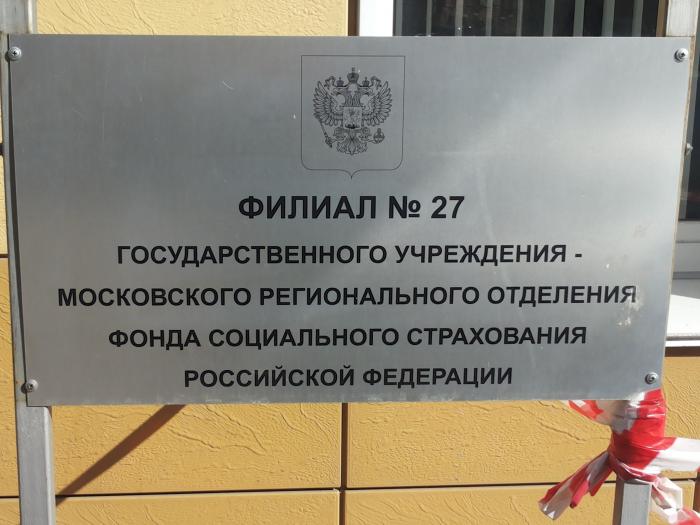 ФИЛИАЛ № 27
ГОСУДАРСТВЕННОГО УЧРЕЖДЕНИЯ -
МОСКОВСКОГО РЕГИОНАЛЬНОГО ОТДЕЛЕНИЯ
ФОНДА СОЦИАЛЬНОГО СТРАХОВАНИЯ
РОССИЙСКОЙ ФЕДЕРАЦИИ